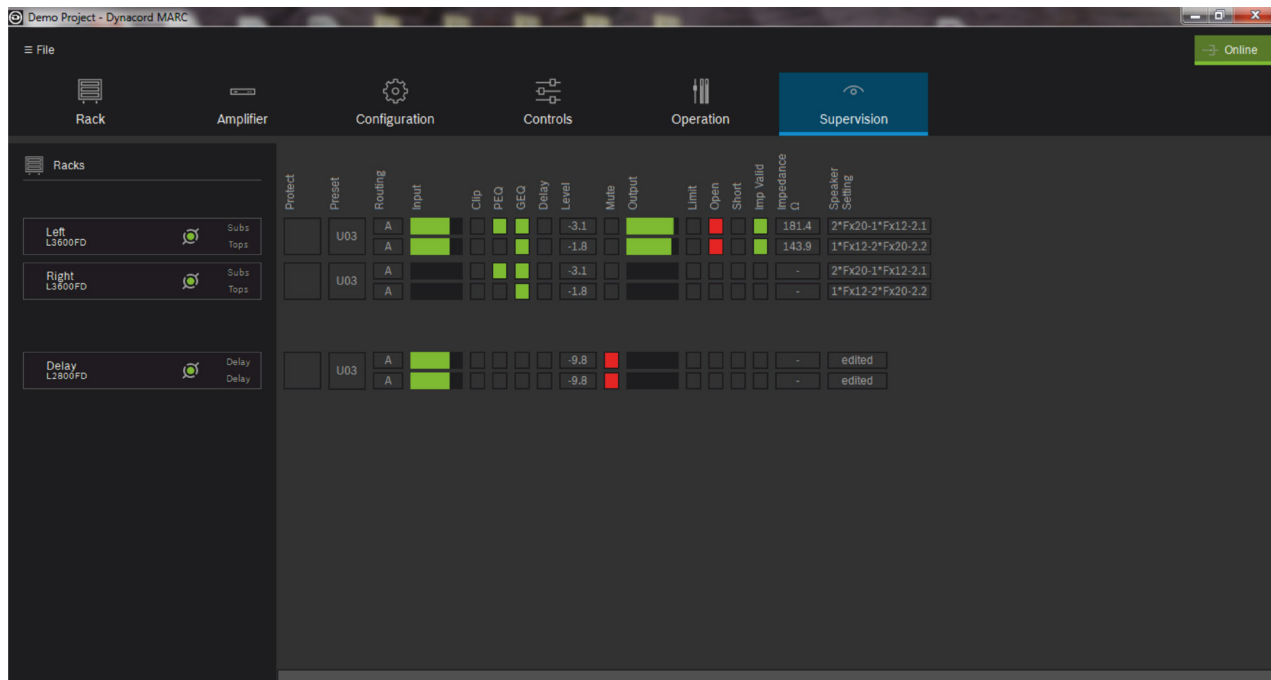 Demo Project - Dynacord MARC
≡ File
Online
Rack
Amplifier
Configuration
Controls
Operation
Supervision
Racks
Protect
Preset
Routing
Input
Clip
PEQ
GEQ
Delay
Level
Mute
Output
Limit
Open
Short
Imp Valid
Impedance
Ω
Speaker
Setting
Left
L3600FD
Subs
Tops
U03
A -3.1 181.4 2*Fx20-1*Fx12-2.1
A -1.8 143.9 1*Fx12-2*Fx20-2.2
Right
L3600FD
Subs
Tops
U03
A -3.1 - 2*Fx20-1*Fx12-2.1
A -1.8 - 1*Fx12-2*Fx20-2.2
Delay
L2800FD
Delay
Delay
U03
A -9.8 - edited
A -9.8 - edited